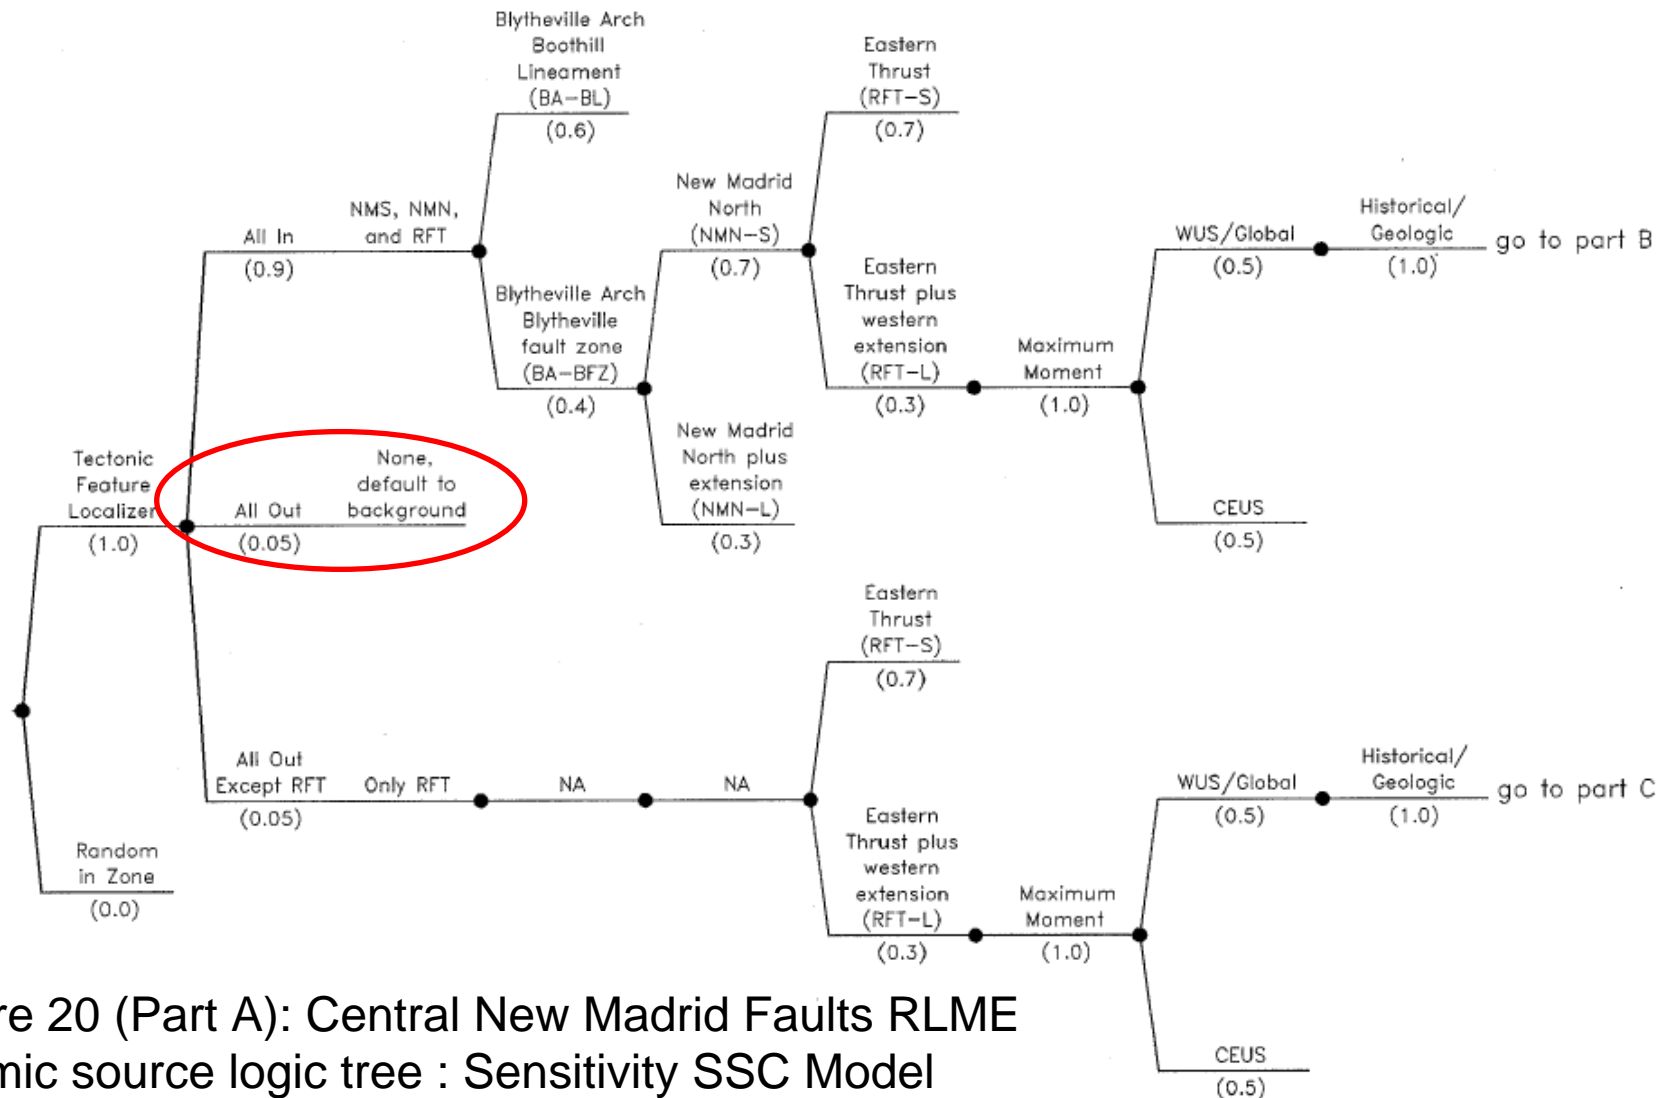 Blytheville Arch
Boothill
Lineament
(BA-BL)
(0.6)
Eastern
Thrust
(RFT-S)
(0.7)
New Madrid
North
(NMN-S)
(0.7)
NMS, NMN,
and RFT
All In
(0.9)
WUS/Global
(0.5)
Historical/
Geologic
(1.0)
go to part B
Blytheville Arch
Blytheville
fault zone
(BA-BFZ)
(0.4)
Eastern
Thrust plus
western
extension
(RFT-L)
(0.3)
Maximum
Moment
(1.0)
New Madrid
North plus
extension
(NMN-L)
(0.3)
CEUS
(0.5)
Tectonic
Feature
Localizer
(1.0)
All Out
(0.05)
None,
default to
background
Eastern
Thrust
(RFT-S)
(0.7)
All Out
Except RFT
(0.05)
Only RFT
NA
NA
WUS/Global
(0.5)
Historical/
Geologic
(1.0)
go to part C
Random
in Zone
(0.0)
Eastern
Thrust plus
western
extension
(RFT-L)
(0.3)
Maximum
Moment
(1.0)
CEUS
(0.5)
re 20 (Part A): Central New Madrid Faults RLME
mic source logic tree : Sensitivity SSC Model